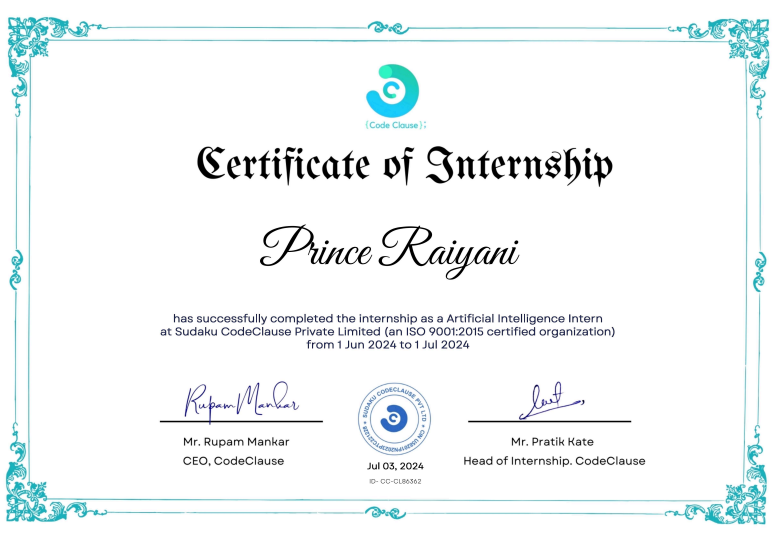 {Code Clause};
Certificate of Internship
Prince Raiyani
has successfully completed the internship as a Artificial Intelligence Intern
at Sudaku CodeClause Private Limited (an ISO 9001:2015 certified organization)
from 1 Jun 2024 to 1 Jul 2024
Rupam Mankar
SUDAKU CODECLAUSE PVT LTD
Mr. Rupam Mankar
CEO, CodeClause
Jul 03, 2024
ID- CC-CL86362
Mr. Pratik Kate
Head of Internship. CodeClause